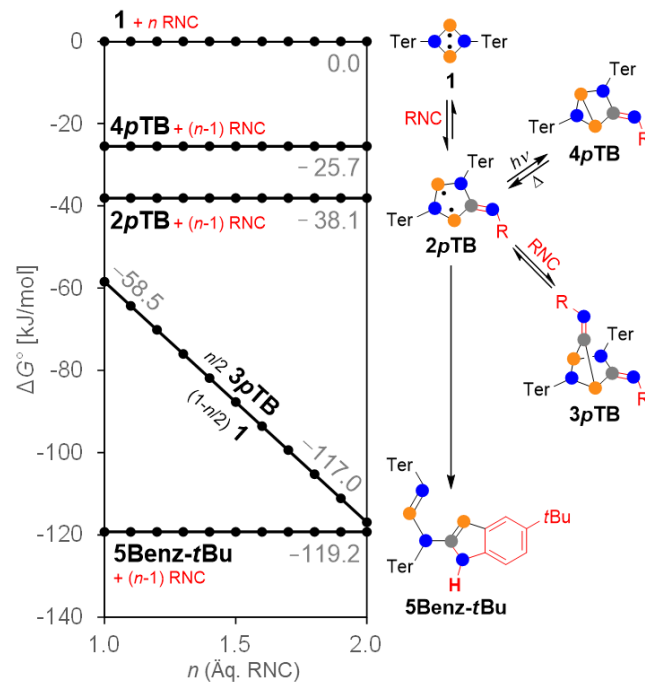 1 + n RNC
0.0
4pTB + (n-1) RNC
−25.7
2pTB + (n-1) RNC
−38.1
−58.5
n/2 3pTB
(1-n/2) 1
−117.0
5Benz-tBu
+ (n-1) RNC
−119.2
0
-20
-40
-60
-80
-100
-120
-140
ΔG° [kJ/mol]
1.0
1.5
2.0
n (Äq. RNC)
Ter
Ter
1
RNC
Ter
Ter
R
2pTB
hν
Δ
Ter
Ter
R
4pTB
RNC
R
Ter
Ter
R
3pTB
Ter
Ter
tBu
H
5Benz-tBu